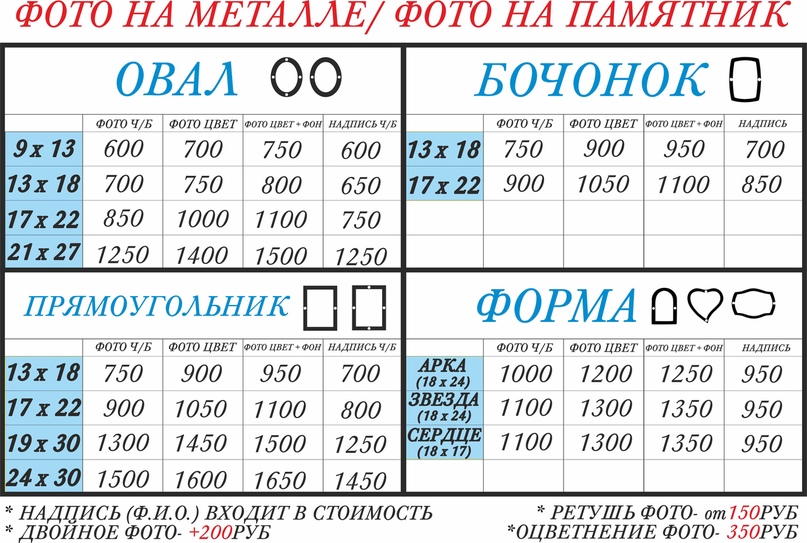 ФОТО НА МЕТАЛЛЕ/ ФОТО НА ПАМЯТНИК
ОВАЛ
ФОТО Ч/Б ФОТО ЦВЕТ ФОТО ЦВЕТ + ФОН НАДПИСЬ Ч/Б
9 х 13 600 700 750 600
13 х 18 700 750 800 650
17 х 22 850 1000 1100 750
21 х 27 1250 1400 1500 1250
БОЧОНОК
ФОТО Ч/Б ФОТО ЦВЕТ ФОТО ЦВЕТ + ФОН НАДПИСЬ
13 х 18 750 900 950 700
17 х 22 900 1050 1100 850
ПРЯМОУГОЛЬНИК
ФОТО Ч/Б ФОТО ЦВЕТ ФОТО ЦВЕТ + ФОН НАДПИСЬ Ч/Б
13 х 18 750 900 950 700
17 х 22 900 1050 1100 800
19 х 30 1300 1450 1500 1250
24 х 30 1500 1600 1650 1450
ФОРМА
ФОТО Ч/Б ФОТО ЦВЕТ ФОТО ЦВЕТ + ФОН НАДПИСЬ
АРКА
(18 х 24) 1000 1200 1250 950
ЗВЕЗДА
(18 х 24) 1100 1300 1350 950
СЕРДЦЕ
(18 х 17) 1100 1300 1350 950
* НАДПИСЬ (Ф.И.О.) ВХОДИТ В СТОИМОСТЬ
* ДВОЙНОЕ ФОТО- +200РУБ
* РЕТУШЬ ФОТО- от150РУБ
*ОЦВЕТНЕНИЕ ФОТО- 350РУБ